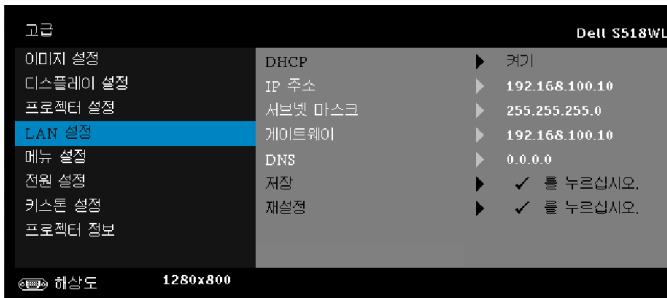 고급 Dell S518WL
이미지 설정 DHCP 켜기
디스플레이 설정 IP 주소 192.168.100.10
프로젝터 설정 서브넷 마스크 255.255.255.0
LAN 설정 게이트웨이 192.168.100.10
메뉴 설정 DNS 0.0.0.0
전원 설정 저장 ✓ 를 누르십시오.
키스톤 설정 재설정 ✓ 를 누르십시오.
프로젝터 정보
해상도 1280x800